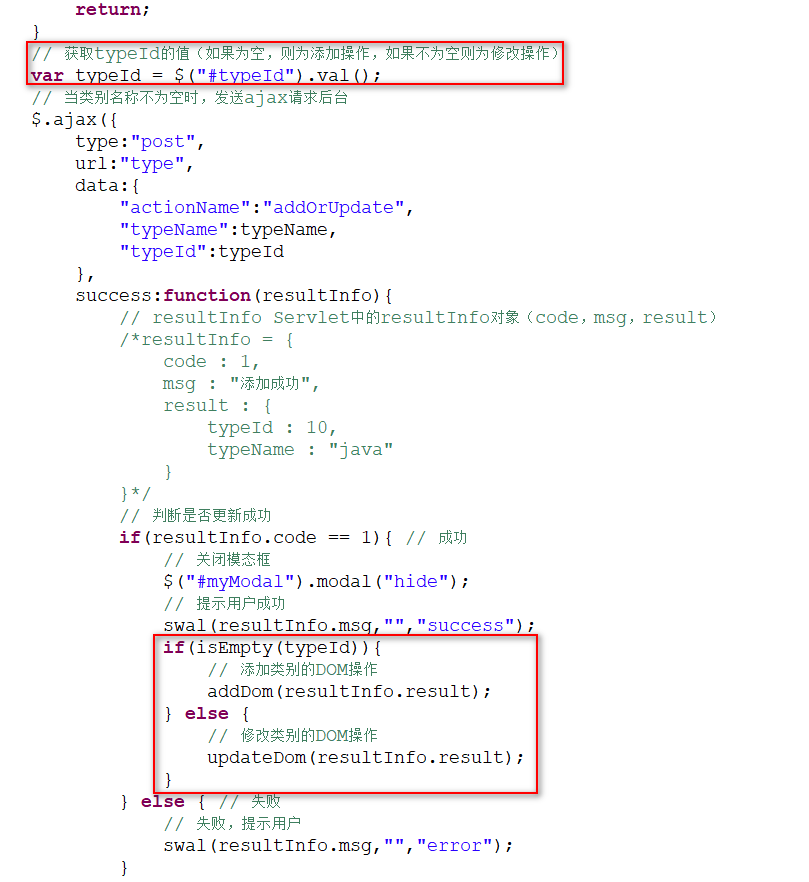 return;
}
// 获取typeId的值（如果为空，则为添加操作，如果不为空则为修改操作）
var typeId = $("#typeId").val();
// 当类别名称不为空时，发送ajax请求后台
$.ajax({
type:"post",
url:"type",
data:{
"actionName":"addOrUpdate",
"typeName":typeName,
"typeId":typeId
},
success:function(resultInfo){
// resultInfo Servlet中的resultInfo对象（code，msg，result）
/*resultInfo = {
code : 1,
msg : "添加成功",
result : {
typeId : 10,
typeName : "java"
}
}*/
// 判断是否更新成功
if(resultInfo.code == 1){ // 成功
// 关闭模态框
$("#myModal").modal("hide");
// 提示用户成功
swal(resultInfo.msg,"","success");
if(isEmpty(typeId)){
// 添加类别的DOM操作
addDom(resultInfo.result);
} else {
// 修改类别的DOM操作
updateDom(resultInfo.result);
}
} else { // 失败
// 失败，提示用户
swal(resultInfo.msg,"","error");
}